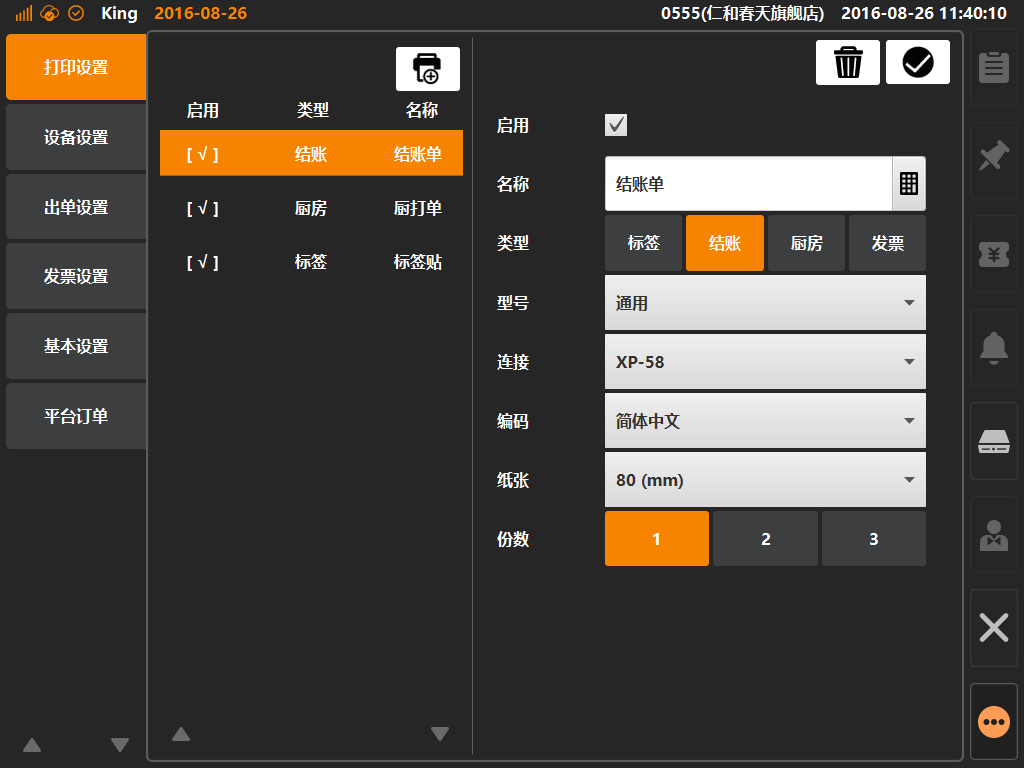 King 2016-08-26 0555(仁和春天旗舰店) 2016-08-26 11:40:10
打印设置
设备设置
出单设置
发票设置
基本设置
平台订单
启用 类型 名称
[ √ ] 结账 结账单
[ √ ] 厨房 厨打单
[ √ ] 标签 标签贴
启用
名称 结账单
类型 标签 结账 厨房 发票
型号 通用
连接 XP-58
编码 简体中文
纸张 80 (mm)
份数 1 2 3